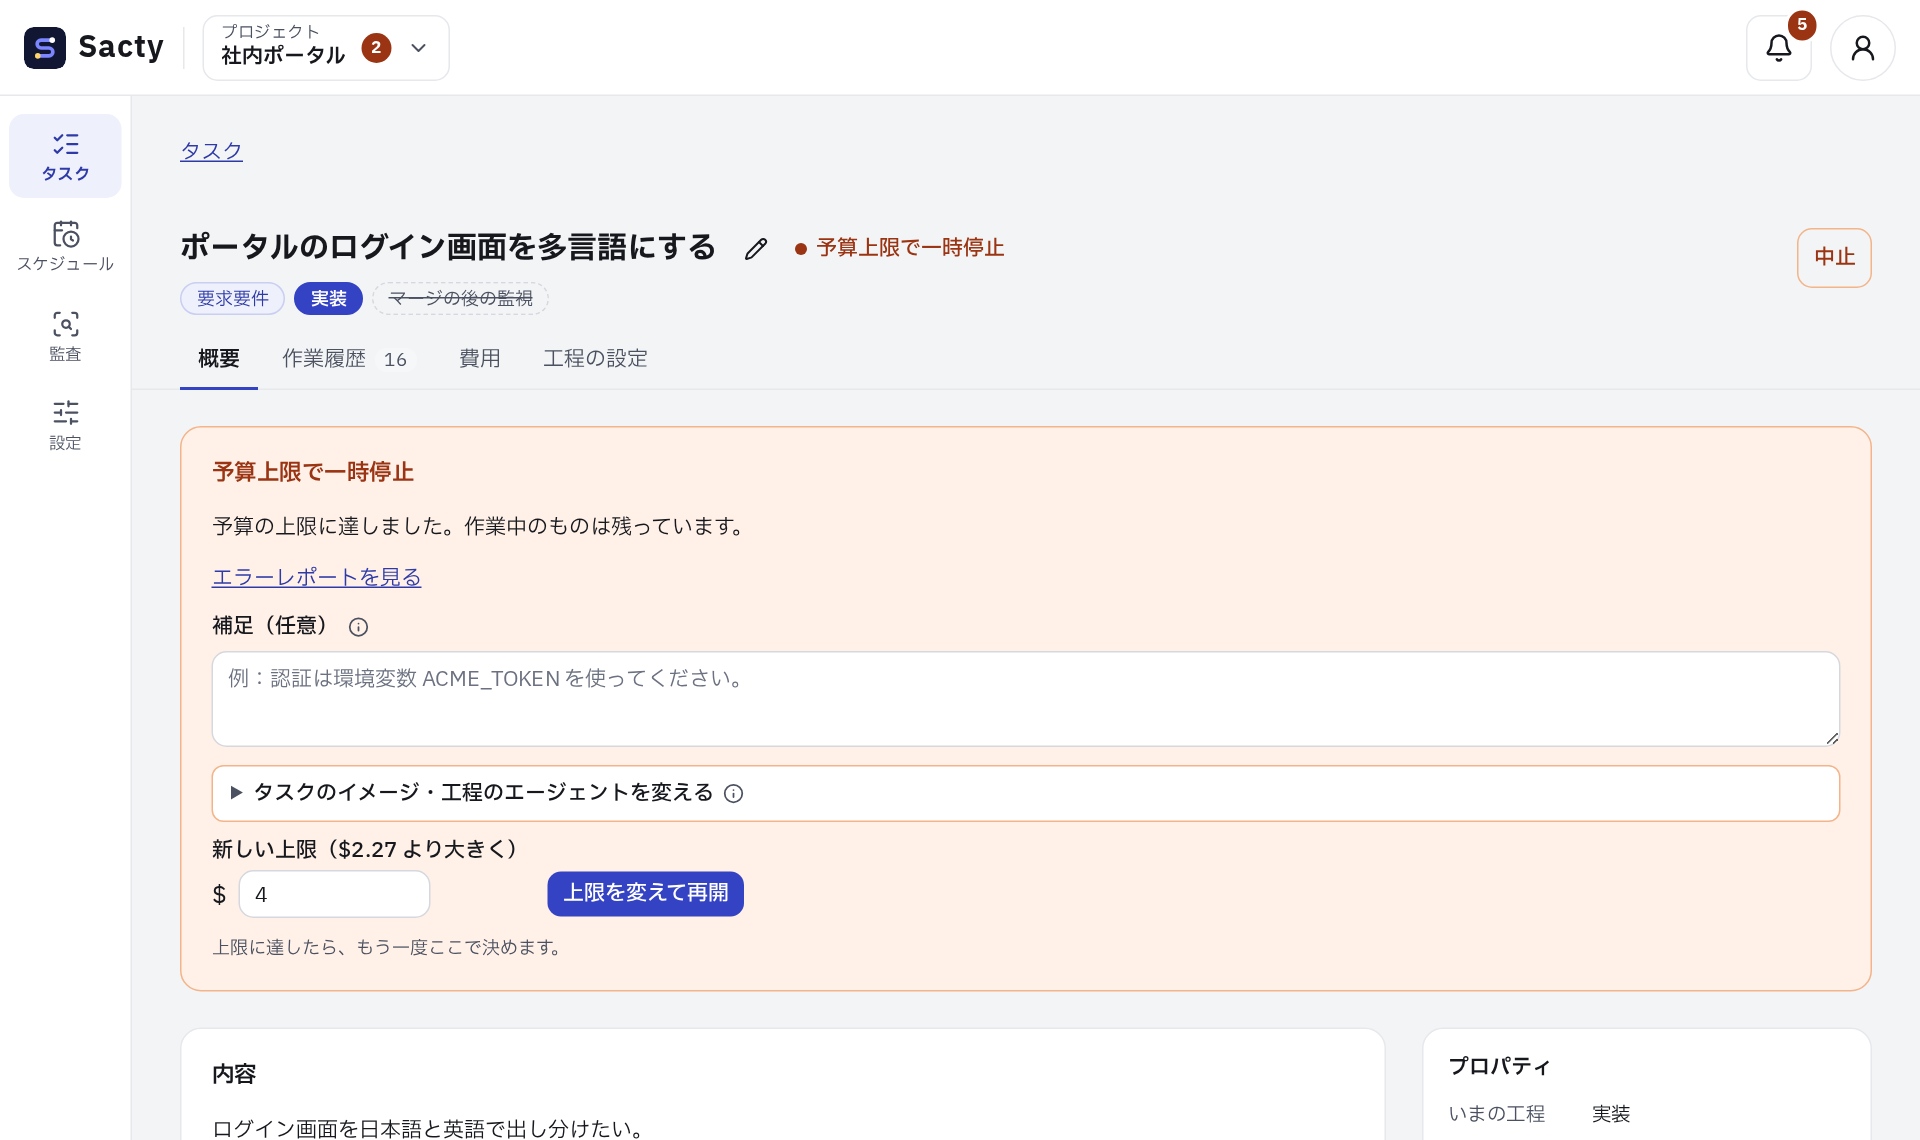 Sacty
プロジェクト
社内ポータル 2
5
タスク
スケジュール
監査
設定
タスク
ポータルのログイン画面を多言語にする
予算上限で一時停止
中止
要求要件 実装 マージの後の監視
概要 作業履歴 16 費用 工程の設定
予算上限で一時停止
予算の上限に達しました。作業中のものは残っています。
エラーレポートを見る
補足（任意）
例：認証は環境変数 ACME_TOKEN を使ってください。
タスクのイメージ・工程のエージェントを変える
新しい上限（$2.27 より大きく）
$ 4 上限を変えて再開
上限に達したら、もう一度ここで決めます。
内容
ログイン画面を日本語と英語で出し分けたい。
プロパティ
いまの工程 実装